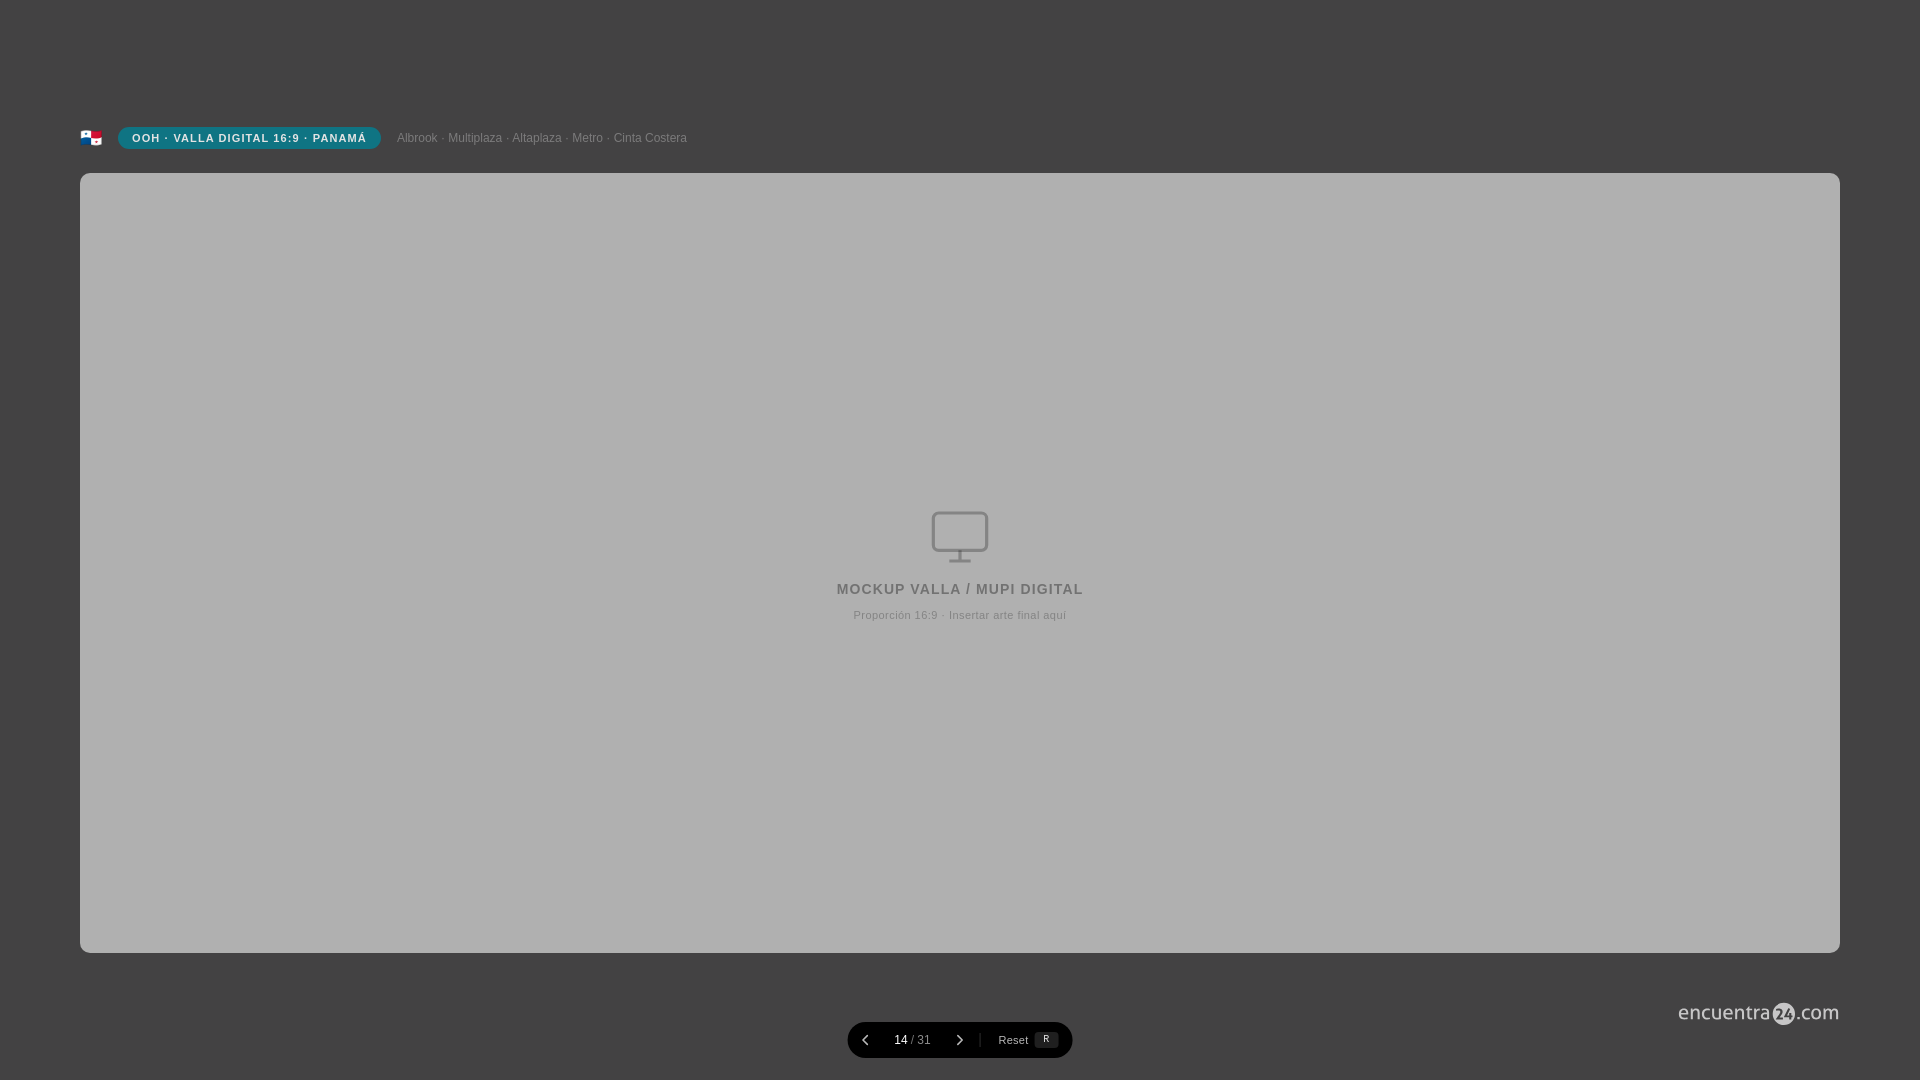 OOH · VALLA DIGITAL 16:9 · PANAMÁ
Albrook · Multiplaza · Altaplaza · Metro · Cinta Costera
MOCKUP VALLA / MUPI DIGITAL
Proporción 16:9 · Insertar arte final aquí
encuentra24.com
14 / 31
Reset R